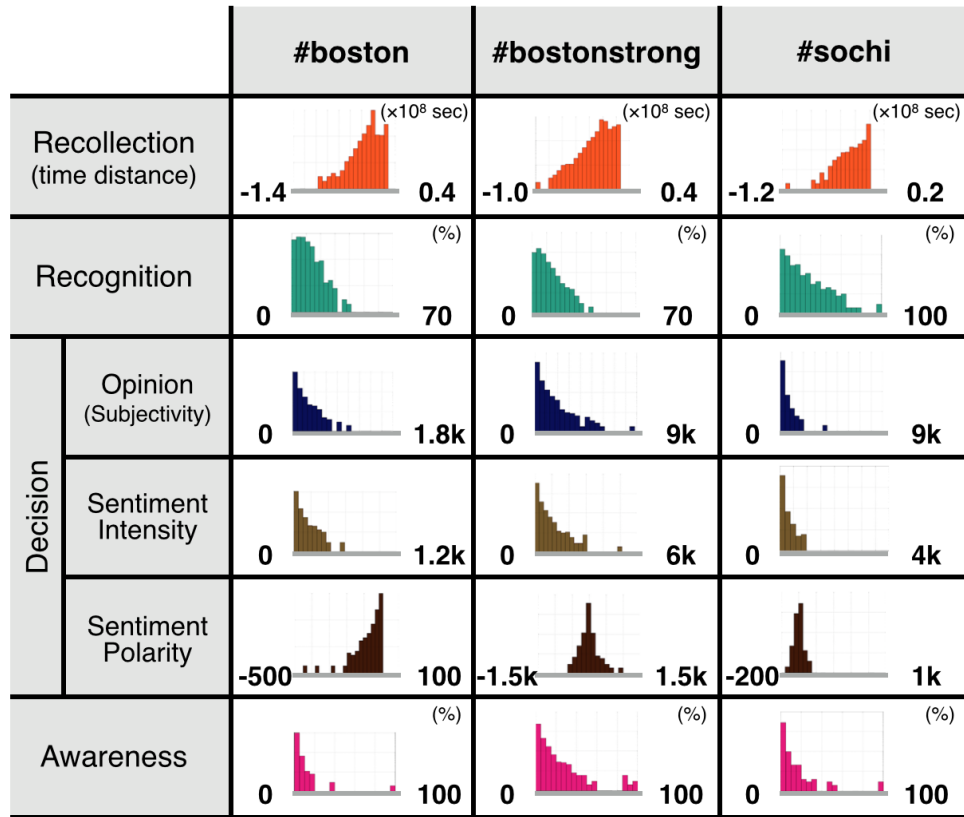 #boston #bostonstrong #sochi
Recollection
(time distance)
(×10⁸ sec) (×10⁸ sec) (×10⁸ sec)
-1.4 0.4 -1.0 0.4 -1.2 0.2
Recognition
(%) (%) (%)
0 70 0 70 0 100
Decision
Opinion
(Subjectivity)
0 1.8k 0 9k 0 9k
Sentiment
Intensity
0 1.2k 0 6k 0 4k
Sentiment
Polarity
-500 100 -1.5k 1.5k -200 1k
Awareness
(%) (%) (%)
0 100 0 100 0 100